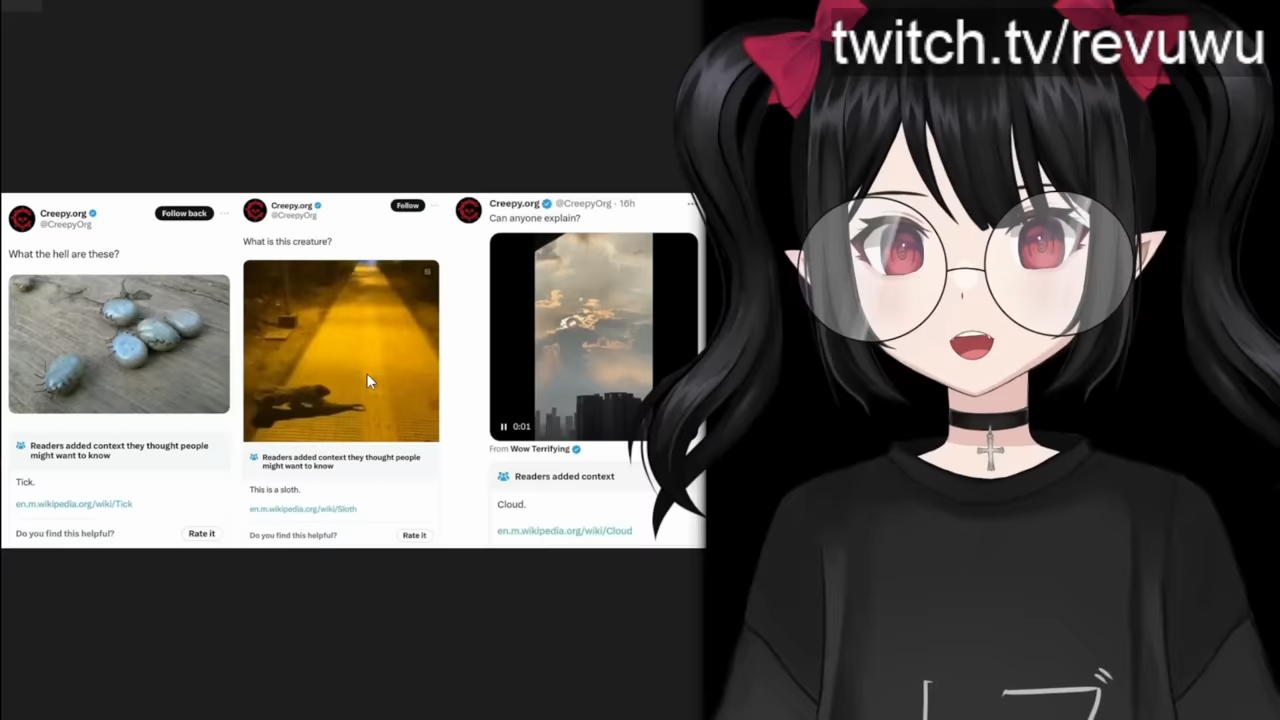 twitch.tv/revuwu
Creepy.org
@CreepyOrg
Follow back
What the hell are these?
Readers added context they thought people
might want to know
Tick.
en.m.wikipedia.org/wiki/Tick
Do you find this helpful?
Rate it
Creepy.org
@CreepyOrg
Follow
What is this creature?
Readers added context they thought people
might want to know
This is a sloth.
en.m.wikipedia.org/wiki/Sloth
Do you find this helpful?
Rate it
Creepy.org @CreepyOrg · 16h
Can anyone explain?
0:01
From Wow Terrifying
Readers added context
Cloud.
en.m.wikipedia.org/wiki/Cloud